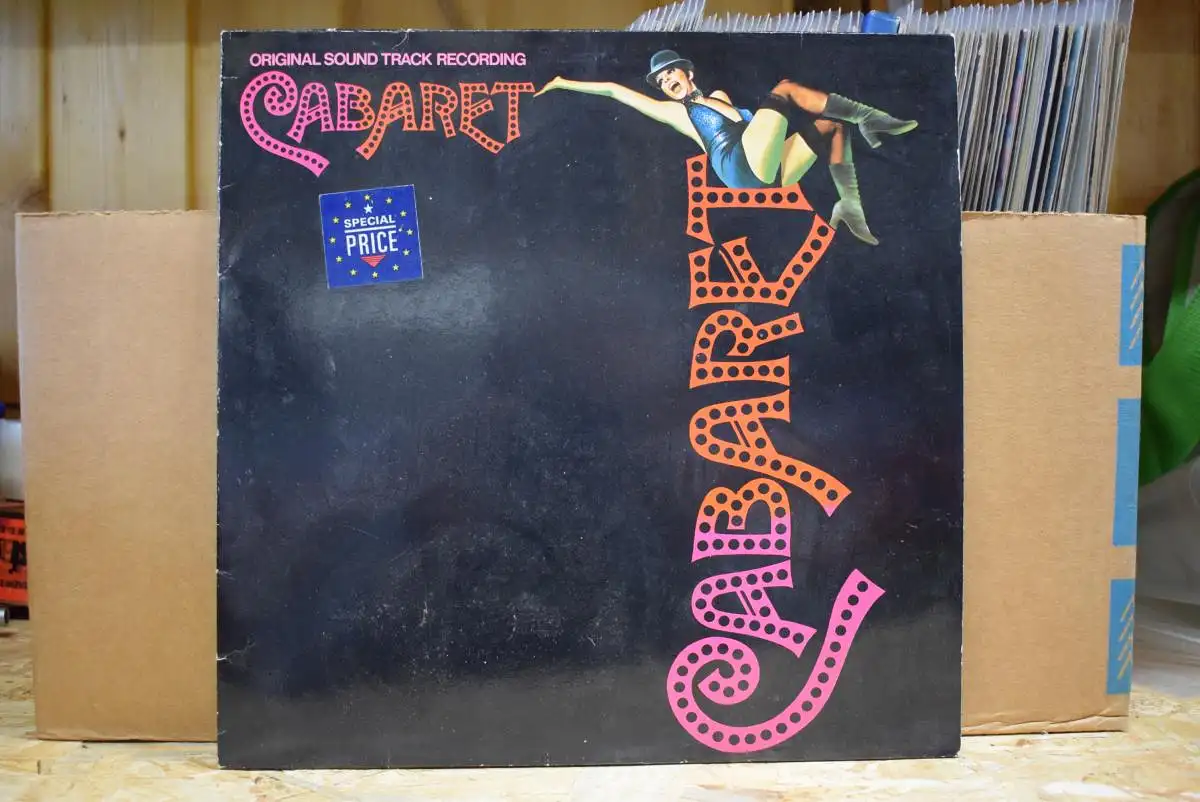 ORIGINAL SOUND TRACK RECORDING
CABARET
SPECIAL
PRICE
CABARET